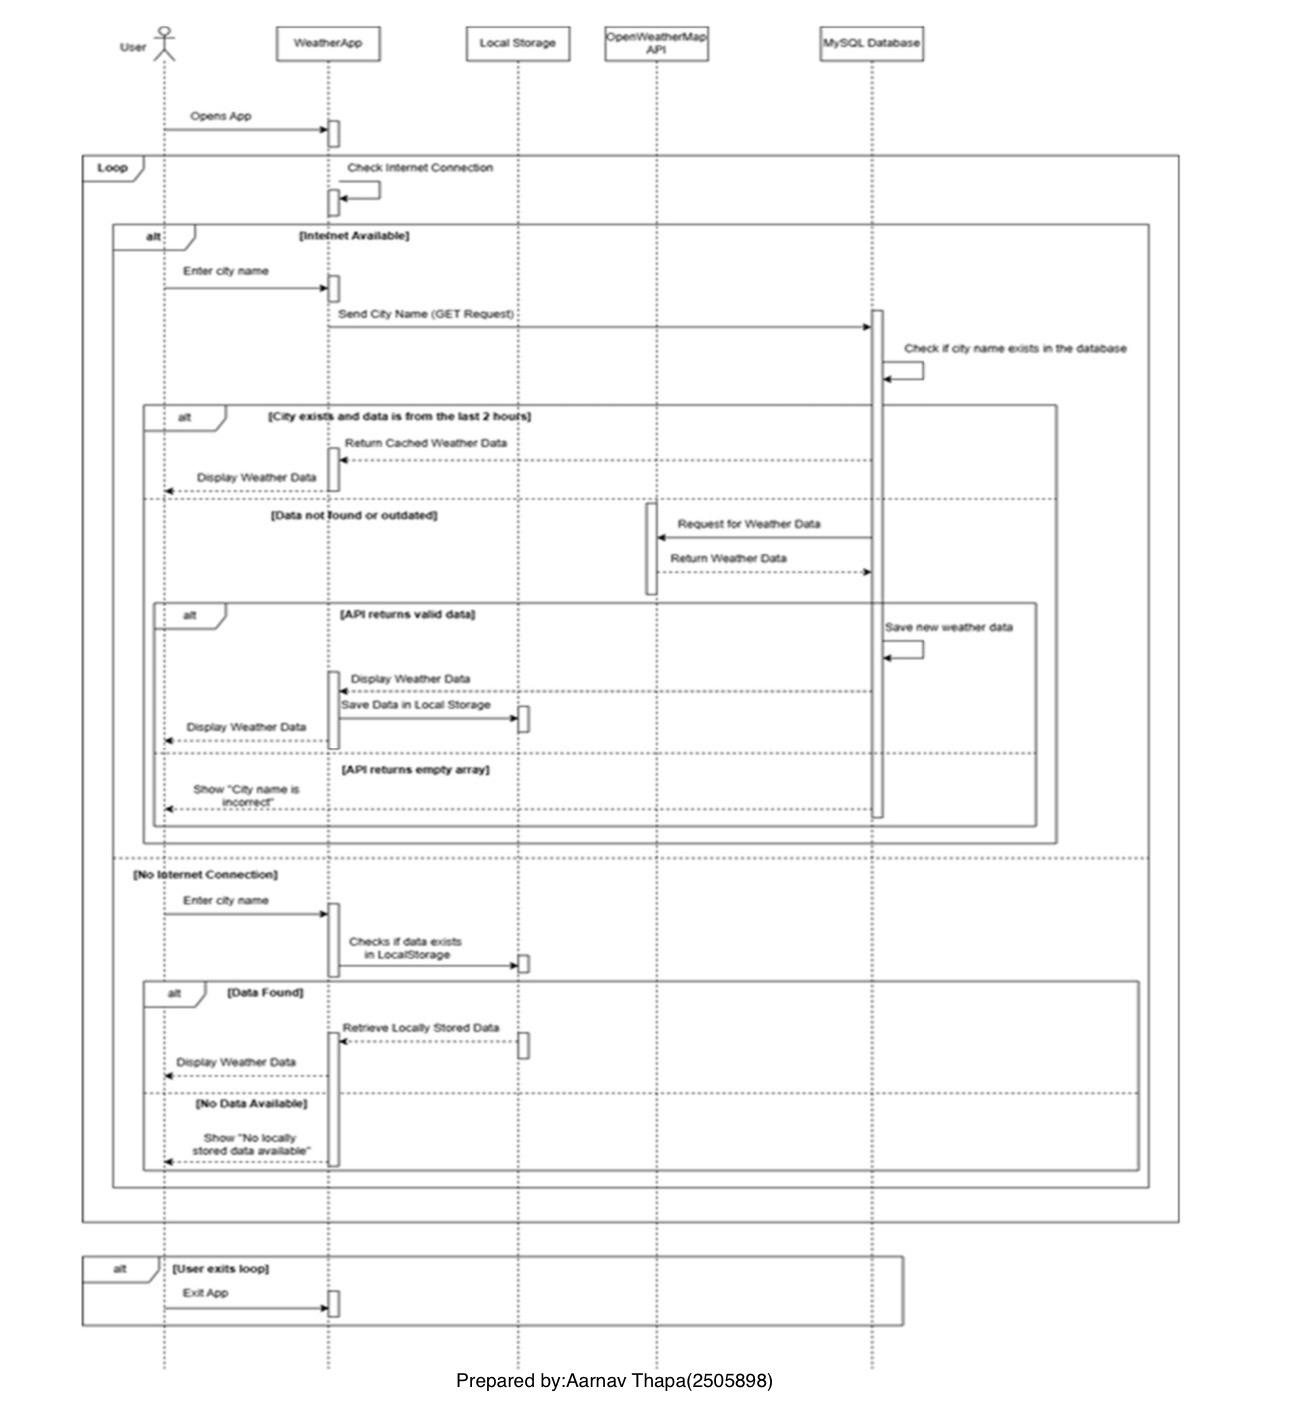 User
WeatherApp
Local Storage
OpenWeatherMap
API
MySQL Database
Opens App
Loop
Check Internet Connection
alt
[Internet Available]
Enter city name
Send City Name (GET Request)
Check if city name exists in the database
alt
[City exists and data is from the last 2 hours]
Return Cached Weather Data
Display Weather Data
[Data not found or outdated]
Request for Weather Data
Return Weather Data
alt
[API returns valid data]
Save new weather data
Display Weather Data
Save Data in Local Storage
Display Weather Data
[API returns empty array]
Show "City name is
incorrect"
[No Internet Connection]
Enter city name
Checks if data exists
in LocalStorage
alt
[Data Found]
Retrieve Locally Stored Data
Display Weather Data
[No Data Available]
Show "No locally
stored data available"
alt
[User exits loop]
Exit App
Prepared by:Aarnav Thapa(2505898)